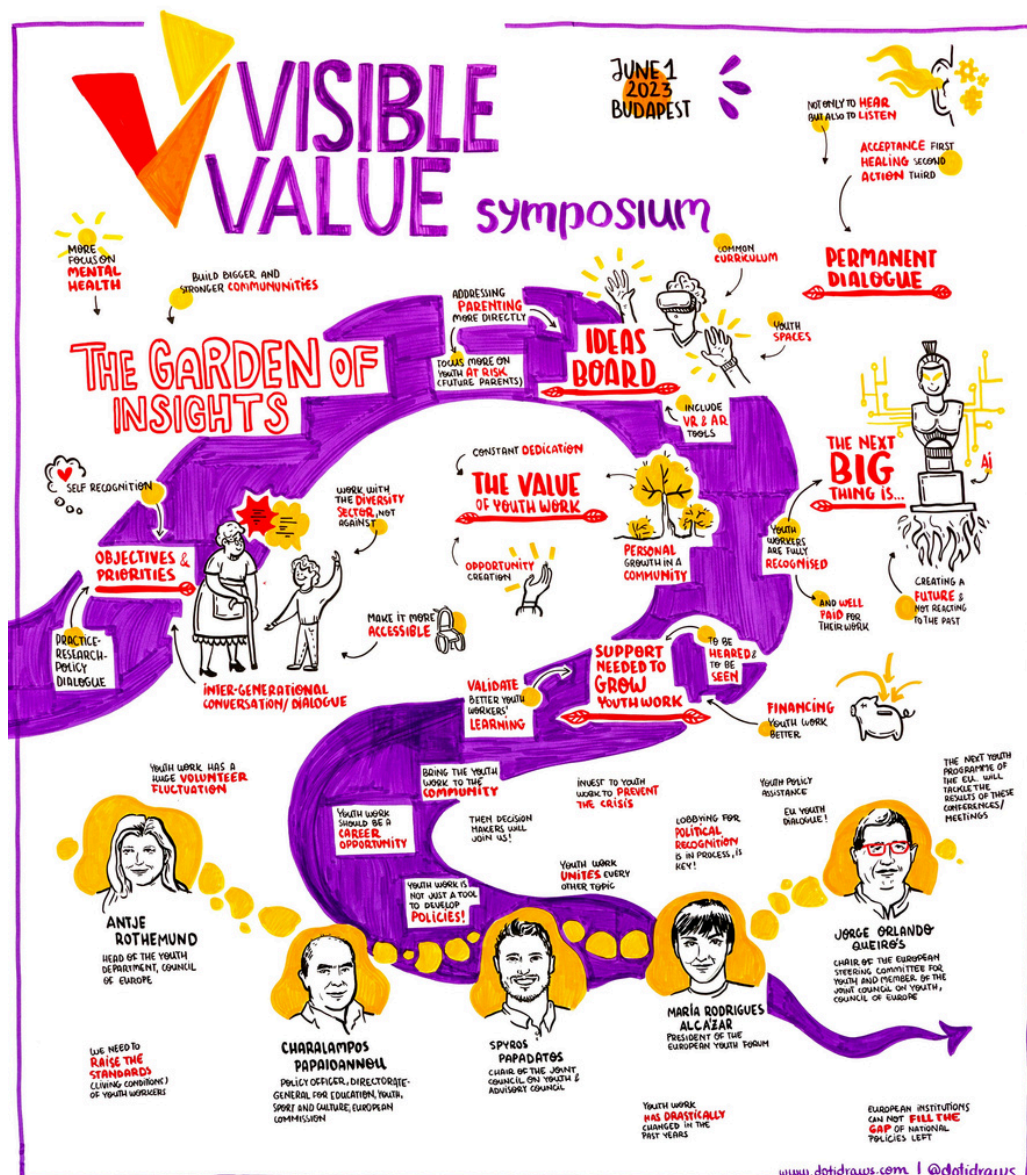 VISIBLE
VALUE
symposium
JUNE 1
2023
BUDAPEST
NOT ONLY TO HEAR
BUT ALSO TO LISTEN
ACCEPTANCE FIRST
HEALING SECOND
ACTION THIRD
PERMANENT
DIALOGUE
MORE
FOCUS ON
MENTAL
HEALTH
BUILD BIGGER AND
STRONGER COMMUNUNITIES
THE GARDEN OF
INSIGHTS
ADDRESSING
PARENTING
MORE DIRECTLY
FOCUS MORE ON
YOUTH AT RISK
(FUTURE PARENTS)
IDEAS
BOARD
COMMON
CURRICULUM
YOUTH
SPACES
INCLUDE
VR & AR
TOOLS
SELF RECOGNITION
OBJECTIVES &
PRIORITIES
PRACTICE-
RESEARCH-
POLICY
DIALOGUE
INTER-GENERATIONAL
CONVERSATION/DIALOGUE
WORK WITH
THE DIVERSITY
SECTOR, NOT
AGAINST
MAKE IT MORE
ACCESSIBLE
CONSTANT DEDICATION
THE VALUE
OF YOUTH WORK
OPPORTUNITY
CREATION
PERSONAL
GROWTH IN A
COMMUNITY
THE NEXT
BIG
THING IS...
Ai
YOUTH
WORKERS
ARE FULLY
RECOGNISED
AND WELL
PAID FOR
THEIR WORK
CREATING A
FUTURE &
NOT REACTING
TO THE PAST
SUPPORT
NEEDED TO
GROW
YOUTH WORK
TO BE
HEARED &
TO BE
SEEN
VALIDATE
BETTER YOUTH
WORKERS'
LEARNING
FINANCING
YOUTH WORK
BETTER
YOUTH WORK HAS A
HUGE VOLUNTEER
FLUCTUATION
BRING THE YOUTH
WORK TO THE
COMMUNITY
YOUTH WORK
SHOULD BE A
CAREER
OPPORTUNITY
THEN DECISION
MAKERS WILL
JOIN US!
INVEST TO YOUTH
WORK TO PREVENT
THE CRISIS
YOUTH POLICY
ASSISTANCE
EU YOUTH
DIALOGUE!
THE NEXT YOUTH
PROGRAMME OF
THE EU.. WILL
TACKLE THE
RESULTS OF THESE
CONFERENCES/
MEETINGS
LOBBYING FOR
POLITICAL
RECOGNITION
IS IN PROCESS, IS
KEY!
YOUTH WORK
UNITES EVERY
OTHER TOPIC
YOUTH WORK IS
NOT JUST A TOOL
TO DEVELOP
POLICIES!
ANTJE
ROTHEMUND
HEAD OF THE YOUTH
DEPARTMENT, COUNCIL
OF EUROPE
CHARALAMPOS
PAPAIOANNOU
POLICY OFFICER, DIRECTORATE-
GENERAL FOR EDUCATION, YOUTH,
SPORT AND CULTURE, EUROPEAN
COMMISSION
SPYROS
PAPADATOS
CHAIR OF THE JOINT
COUNCIL ON YOUTH &
ADVISORY COUNCIL
MARÍA RODRIGUES
ALCA'ZAR
PRESIDENT OF THE
EUROPEAN YOUTH FORUM
JORGE ORLANDO
QUEIRO'S
CHAIR OF THE EUROPEAN
STEERING COMMITTEE FOR
YOUTH AND MEMBER OF THE
JOINT COUNCIL ON YOUTH,
COUNCIL OF EUROPE
WE NEED TO
RAISE THE
STANDARDS
(LIVING CONDITIONS)
OF YOUTH WORKERS
YOUTH WORK
HAS DRASTICALLY
CHANGED IN THE
PAST YEARS
EUROPEAN INSTITUTIONS
CAN NOT FILL THE
GAP OF NATIONAL
POLICIES LEFT
www.dotidraws.com | @dotidraws